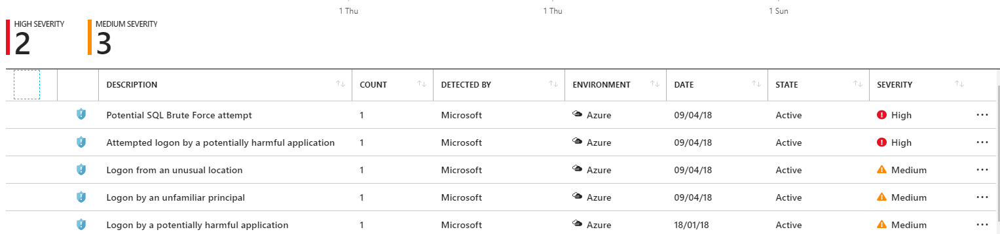 1 Thu 1 Thu 1 Sun
HIGH SEVERITY MEDIUM SEVERITY
2 3
DESCRIPTION COUNT DETECTED BY ENVIRONMENT DATE STATE SEVERITY
Potential SQL Brute Force attempt 1 Microsoft Azure 09/04/18 Active High
Attempted logon by a potentially harmful application 1 Microsoft Azure 09/04/18 Active High
Logon from an unusual location 1 Microsoft Azure 09/04/18 Active Medium
Logon by an unfamiliar principal 1 Microsoft Azure 09/04/18 Active Medium
Logon by a potentially harmful application 1 Microsoft Azure 18/01/18 Active Medium